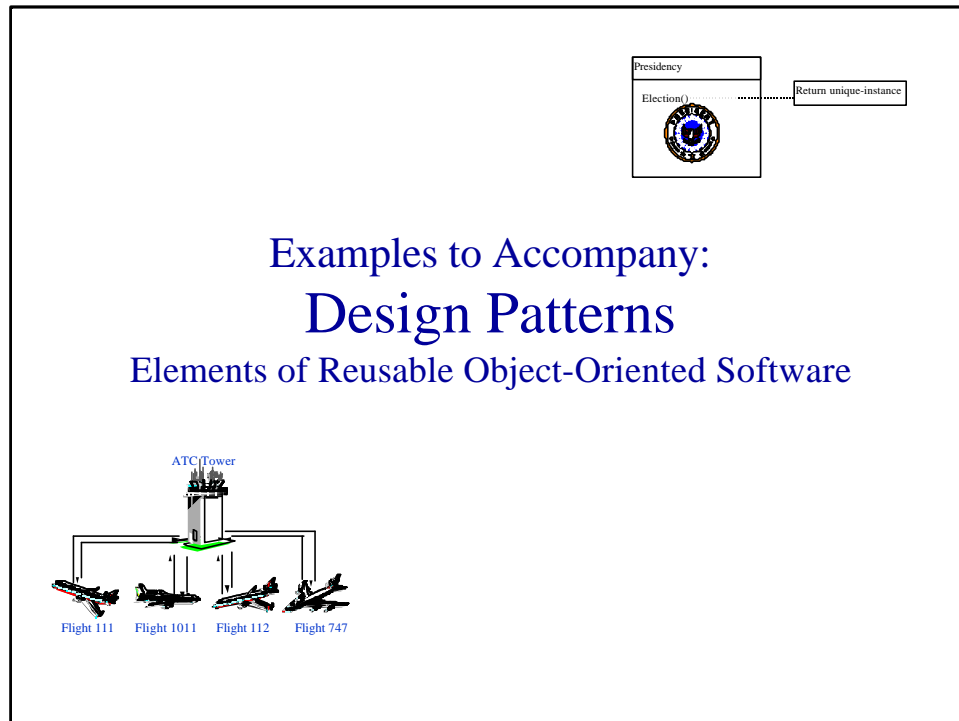 Presidency
Election()
Return unique-instance
Examples to Accompany:
Design Patterns
Elements of Reusable Object-Oriented Software
ATC Tower
Flight 111
Flight 1011
Flight 112
Flight 747